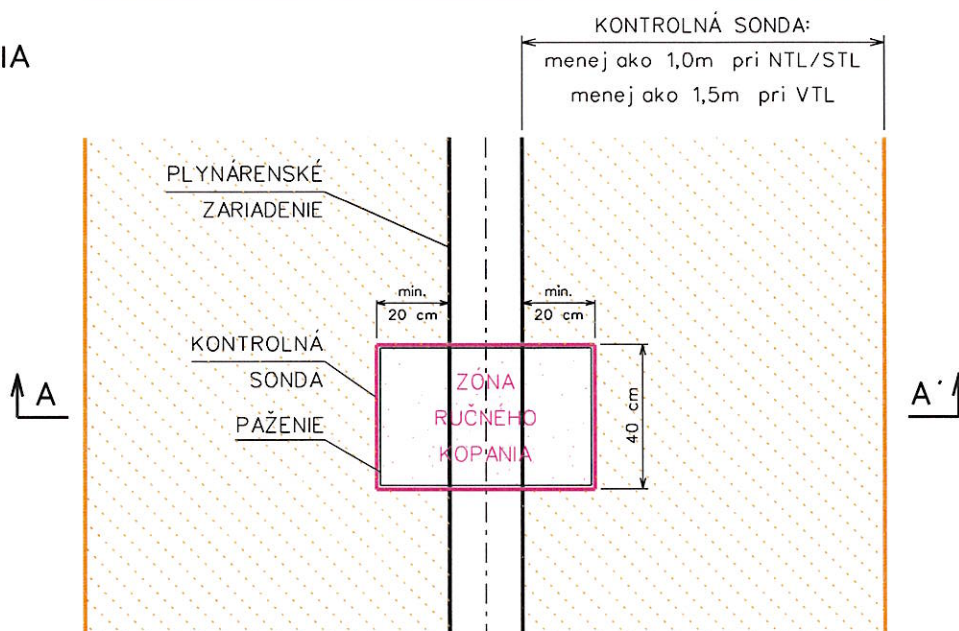 IA
KONTROLNÁ SONDA:
menej ako 1,0m pri NTL/STL
menej ako 1,5m pri VTL
PLYNÁRENSKÉ
ZARIADENIE
min.
20 cm
min.
20 cm
KONTROLNÁ
SONDA
PAŽENIE
ZÓNA
RUČNÉHO
KOPANIA
40 cm
A
A'